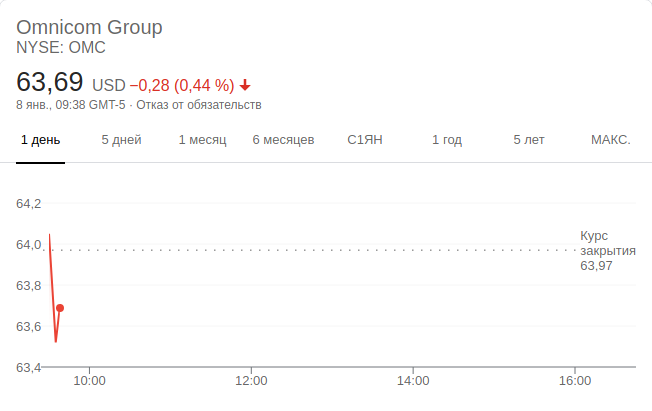 Omnicom Group
NYSE: OMC
63,69 USD −0,28 (0,44 %)
8 янв., 09:38 GMT-5 · Отказ от обязательств
1 день 5 дней 1 месяц 6 месяцев С1ЯН 1 год 5 лет МАКС.
64,2
64,0
63,8
63,6
63,4
Курс
закрытия
63,97
10:00 12:00 14:00 16:00